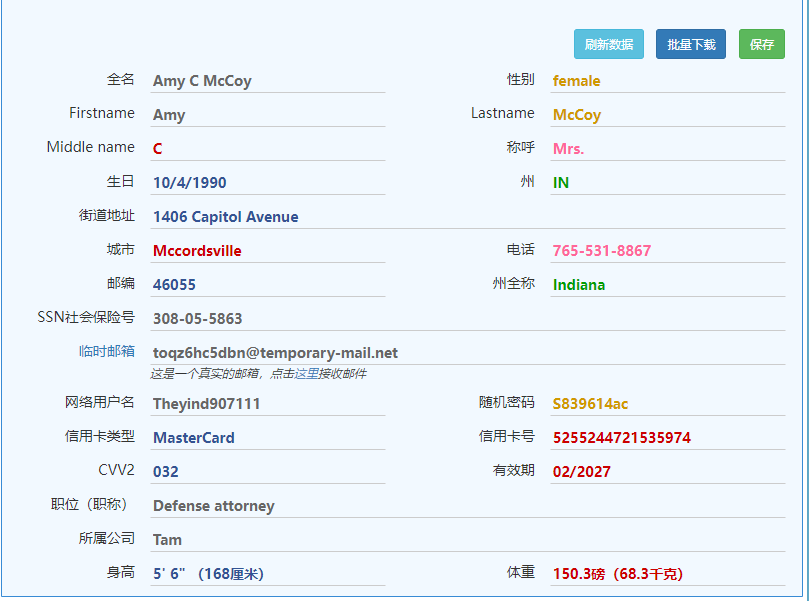 刷新数据 批量下载 保存
全名 Amy C McCoy 性别 female
Firstname Amy Lastname McCoy
Middle name C 称呼 Mrs.
生日 10/4/1990 州 IN
街道地址 1406 Capitol Avenue
城市 Mccordsville 电话 765-531-8867
邮编 46055 州全称 Indiana
SSN社会保险号 308-05-5863
临时邮箱 toqz6hc5dbn@temporary-mail.net
这是一个真实的邮箱，点击这里接收邮件
网络用户名 Theyind907111 随机密码 S839614ac
信用卡类型 MasterCard 信用卡号 5255244721535974
CVV2 032 有效期 02/2027
职位（职称） Defense attorney
所属公司 Tam
身高 5' 6" （168厘米） 体重 150.3磅（68.3千克）